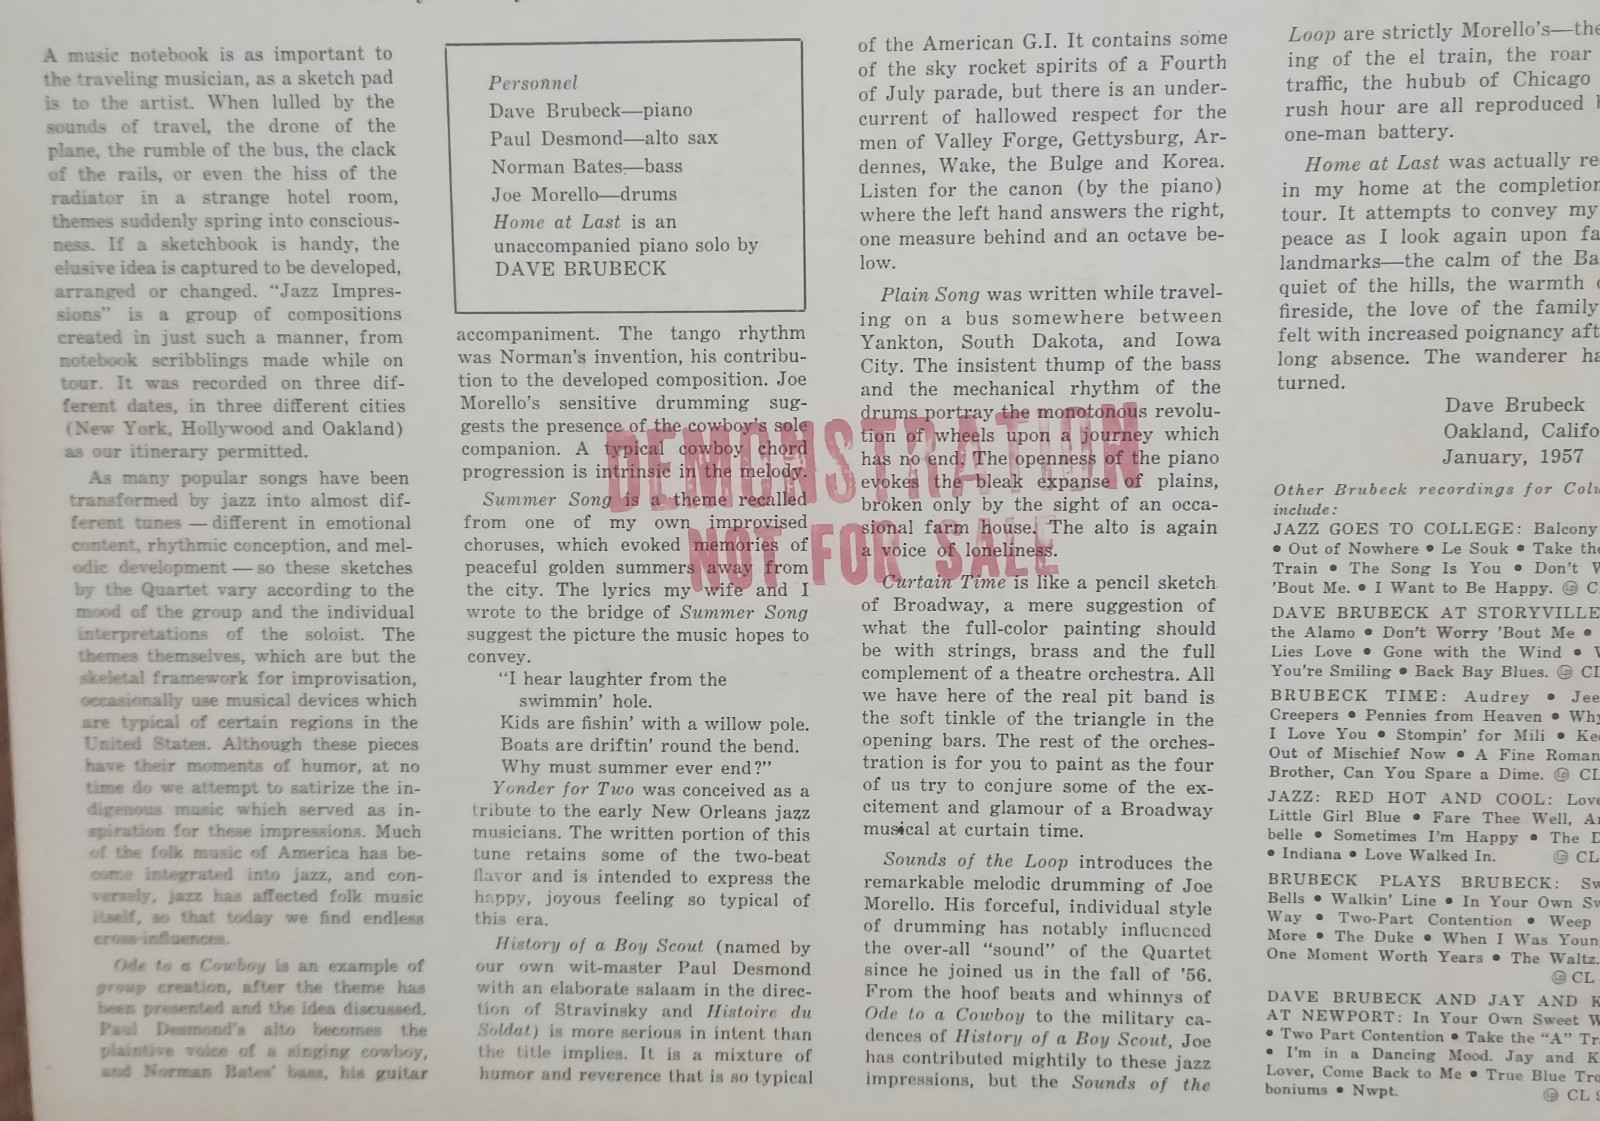 A music notebook is as important to
the traveling musician, as a sketch pad
is to the artist. When lulled by the
sounds of travel, the drone of the
plane, the rumble of the bus, the clack
of the rails, or even the hiss of the
radiator in a strange hotel room,
themes suddenly spring into conscious-
ness. If a sketchbook is handy, the
elusive idea is captured to be developed,
arranged or changed. “Jazz Impres-
sions” is a group of compositions
created in just such a manner, from
notebook scribblings made while on
tour. It was recorded on three dif-
ferent dates, in three different cities
(New York, Hollywood and Oakland)
as our itinerary permitted.
As many popular songs have been
transformed by jazz into almost dif-
ferent tunes — different in emotional
content, rhythmic conception, and mel-
odic development — so these sketches
by the Quartet vary according to the
mood of the group and the individual
interpretations of the soloist. The
themes themselves, which are but the
skeletal framework for improvisation,
occasionally use musical devices which
are typical of certain regions in the
United States. Although these pieces
have their moments of humor, at no
time do we attempt to satirize the in-
digenous music which served as in-
spiration for these impressions. Much
of the folk music of America has be-
come integrated into jazz, and con-
versely, jazz has affected folk music
itself, so that today we find endless
cross-influences.
Ode to a Cowboy is an example of
group creation, after the theme has
been presented and the idea discussed.
Paul Desmond's alto becomes the
plaintive voice of a singing cowboy,
and Norman Bates' bass, his guitar
Personnel
Dave Brubeck—piano
Paul Desmond—alto sax
Norman Bates—bass
Joe Morello—drums
Home at Last is an
unaccompanied piano solo by
DAVE BRUBECK
accompaniment. The tango rhythm
was Norman's invention, his contribu-
tion to the developed composition. Joe
Morello's sensitive drumming sug-
gests the presence of the cowboy's sole
companion. A typical cowboy chord
progression is intrinsic in the melody.
Summer Song is a theme recalled
from one of my own improvised
choruses, which evoked memories of
peaceful golden summers away from
the city. The lyrics my wife and I
wrote to the bridge of Summer Song
suggest the picture the music hopes to
convey.
“I hear laughter from the
swimmin' hole.
Kids are fishin' with a willow pole.
Boats are driftin' round the bend.
Why must summer ever end?”
Yonder for Two was conceived as a
tribute to the early New Orleans jazz
musicians. The written portion of this
tune retains some of the two-beat
flavor and is intended to express the
happy, joyous feeling so typical of
this era.
History of a Boy Scout (named by
our own wit-master Paul Desmond
with an elaborate salaam in the direc-
tion of Stravinsky and Histoire du
Soldat) is more serious in intent than
the title implies. It is a mixture of
humor and reverence that is so typical
of the American G.I. It contains some
of the sky rocket spirits of a Fourth
of July parade, but there is an under-
current of hallowed respect for the
men of Valley Forge, Gettysburg, Ar-
dennes, Wake, the Bulge and Korea.
Listen for the canon (by the piano)
where the left hand answers the right,
one measure behind and an octave be-
low.
Plain Song was written while travel-
ing on a bus somewhere between
Yankton, South Dakota, and Iowa
City. The insistent thump of the bass
and the mechanical rhythm of the
drums portray the monotonous revolu-
tion of wheels upon a journey which
has no end. The openness of the piano
evokes the bleak expanse of plains,
broken only by the sight of an occa-
sional farm house. The alto is again
a voice of loneliness.
Curtain Time is like a pencil sketch
of Broadway, a mere suggestion of
what the full-color painting should
be with strings, brass and the full
complement of a theatre orchestra. All
we have here of the real pit band is
the soft tinkle of the triangle in the
opening bars. The rest of the orches-
tration is for you to paint as the four
of us try to conjure some of the ex-
citement and glamour of a Broadway
musical at curtain time.
Sounds of the Loop introduces the
remarkable melodic drumming of Joe
Morello. His forceful, individual style
of drumming has notably influenced
the over-all “sound” of the Quartet
since he joined us in the fall of '56.
From the hoof beats and whinnys of
Ode to a Cowboy to the military ca-
dences of History of a Boy Scout, Joe
has contributed mightily to these jazz
impressions, but the Sounds of the
Loop are strictly Morello's—the
ing of the el train, the roar
traffic, the hubub of Chicago
rush hour are all reproduced
one-man battery.
Home at Last was actually re
in my home at the completion
tour. It attempts to convey my
peace as I look again upon fa
landmarks—the calm of the Ba
quiet of the hills, the warmth
fireside, the love of the family
felt with increased poignancy aft
long absence. The wanderer ha
turned.
Dave Brubeck
Oakland, Califo
January, 1957
Other Brubeck recordings for Colu
include:
JAZZ GOES TO COLLEGE: Balcony
• Out of Nowhere • Le Souk • Take the
Train • The Song Is You • Don't W
'Bout Me. • I Want to Be Happy. C
DAVE BRUBECK AT STORYVILLE
the Alamo • Don't Worry 'Bout Me •
Lies Love • Gone with the Wind •
You're Smiling • Back Bay Blues. CL
BRUBECK TIME: Audrey • Jee
Creepers • Pennies from Heaven • Why
I Love You • Stompin' for Mili • Kee
Out of Mischief Now • A Fine Roman
Brother, Can You Spare a Dime. CL
JAZZ: RED HOT AND COOL: Love
Little Girl Blue • Fare Thee Well, A
belle • Sometimes I'm Happy • The D
• Indiana • Love Walked In. CL
BRUBECK PLAYS BRUBECK: Sw
Bells • Walkin' Line • In Your Own Sw
Way • Two-Part Contention • Weep
More • The Duke • When I Was Youn
One Moment Worth Years • The Waltz.
CL
DAVE BRUBECK AND JAY AND K
AT NEWPORT: In Your Own Sweet W
• Two Part Contention • Take the “A” Tr
• I'm in a Dancing Mood. Jay and K
Lover, Come Back to Me • True Blue Tro
boniums • Nwpt. CL
DEMONSTRATION
NOT FOR SALE